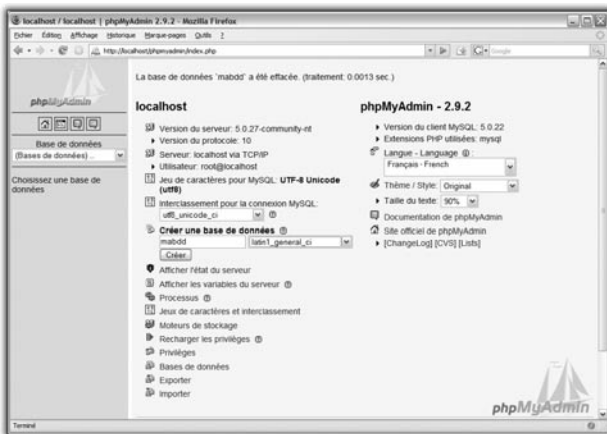 localhost / localhost | phpMyAdmin 2.9.2 - Mozilla Firefox
Fichier Édition Affichage Historique Marque-pages Outils ?
http://localhost/phpmyadmin/index.php
Google
phpMyAdmin
Base de données
(Bases de données) ...
Choisissez une base de
données
La base de données `mabdd` a été effacée. (traitement: 0.0013 sec.)
localhost
Version du serveur: 5.0.27-community-nt
Version du protocole: 10
Serveur: localhost via TCP/IP
Utilisateur: root@localhost
Jeu de caractères pour MySQL: UTF-8 Unicode
(utf8)
Interclassement pour la connexion MySQL:
utf8_unicode_ci
Créer une base de données
mabdd latin1_general_ci
Créer
Afficher l'état du serveur
Afficher les variables du serveur
Processus
Jeux de caractères et interclassement
Moteurs de stockage
Recharger les privilèges
Privilèges
Bases de données
Exporter
Importer
phpMyAdmin - 2.9.2
Version du client MySQL: 5.0.22
Extensions PHP utilisées: mysql
Langue - Language :
Français - French
Thème / Style: Original
Taille du texte: 90%
Documentation de phpMyAdmin
Site officiel de phpMyAdmin
[ChangeLog] [CVS] [Lists]
phpMyAdmin
Terminé